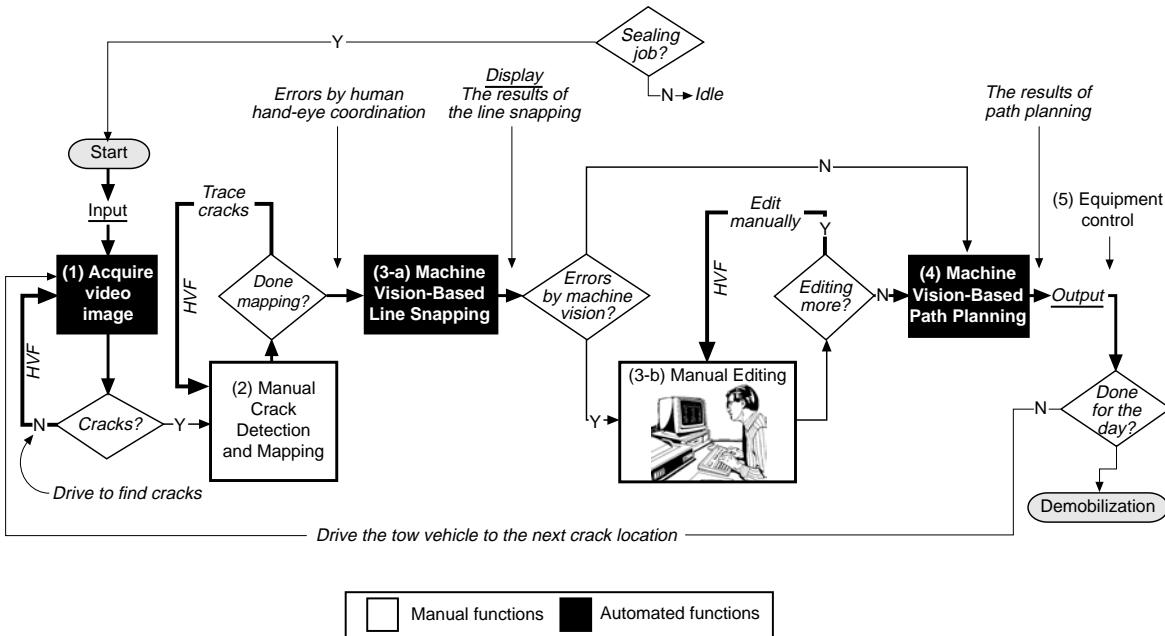 Sealing
job?
Y
N
Idle
Display
The results of
the line snapping
Errors by human
hand-eye coordination
The results of
path planning
Start
Input
(1) Acquire
video
image
HVF
Cracks?
N
Y
Drive to find cracks
Trace
cracks
HVF
(2) Manual
Crack
Detection
and Mapping
Done
mapping?
(3-a) Machine
Vision-Based
Line Snapping
Errors
by machine
vision?
N
Y
Edit
manually
HVF
Y
(3-b) Manual Editing
Editing
more?
N
(4) Machine
Vision-Based
Path Planning
(5) Equipment
control
Output
Done
for the
day?
N
Demobilization
Drive the tow vehicle to the next crack location
Manual functions
Automated functions